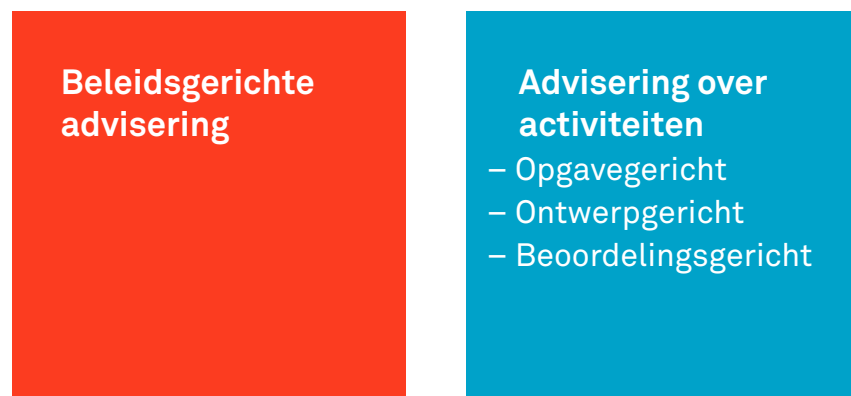 Beleidsgerichte
advisering
Advisering over
activiteiten
– Opgavegericht
– Ontwerpgericht
– Beoordelingsgericht